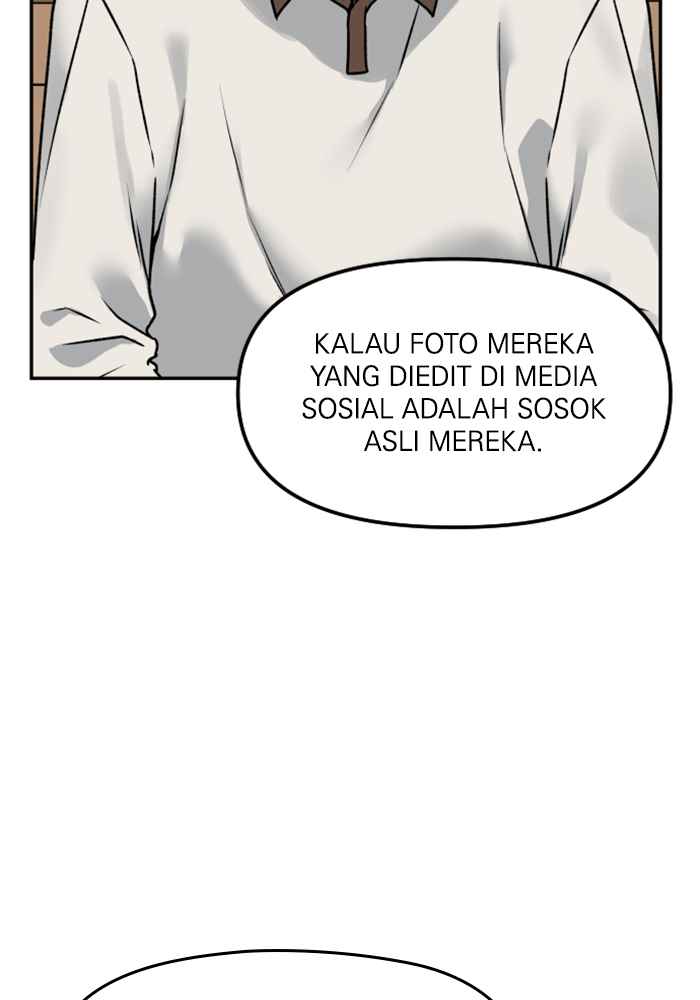 KALAU FOTO MEREKA
YANG DIEDIT DI MEDIA
SOSIAL ADALAH SOSOK
ASLI MEREKA.